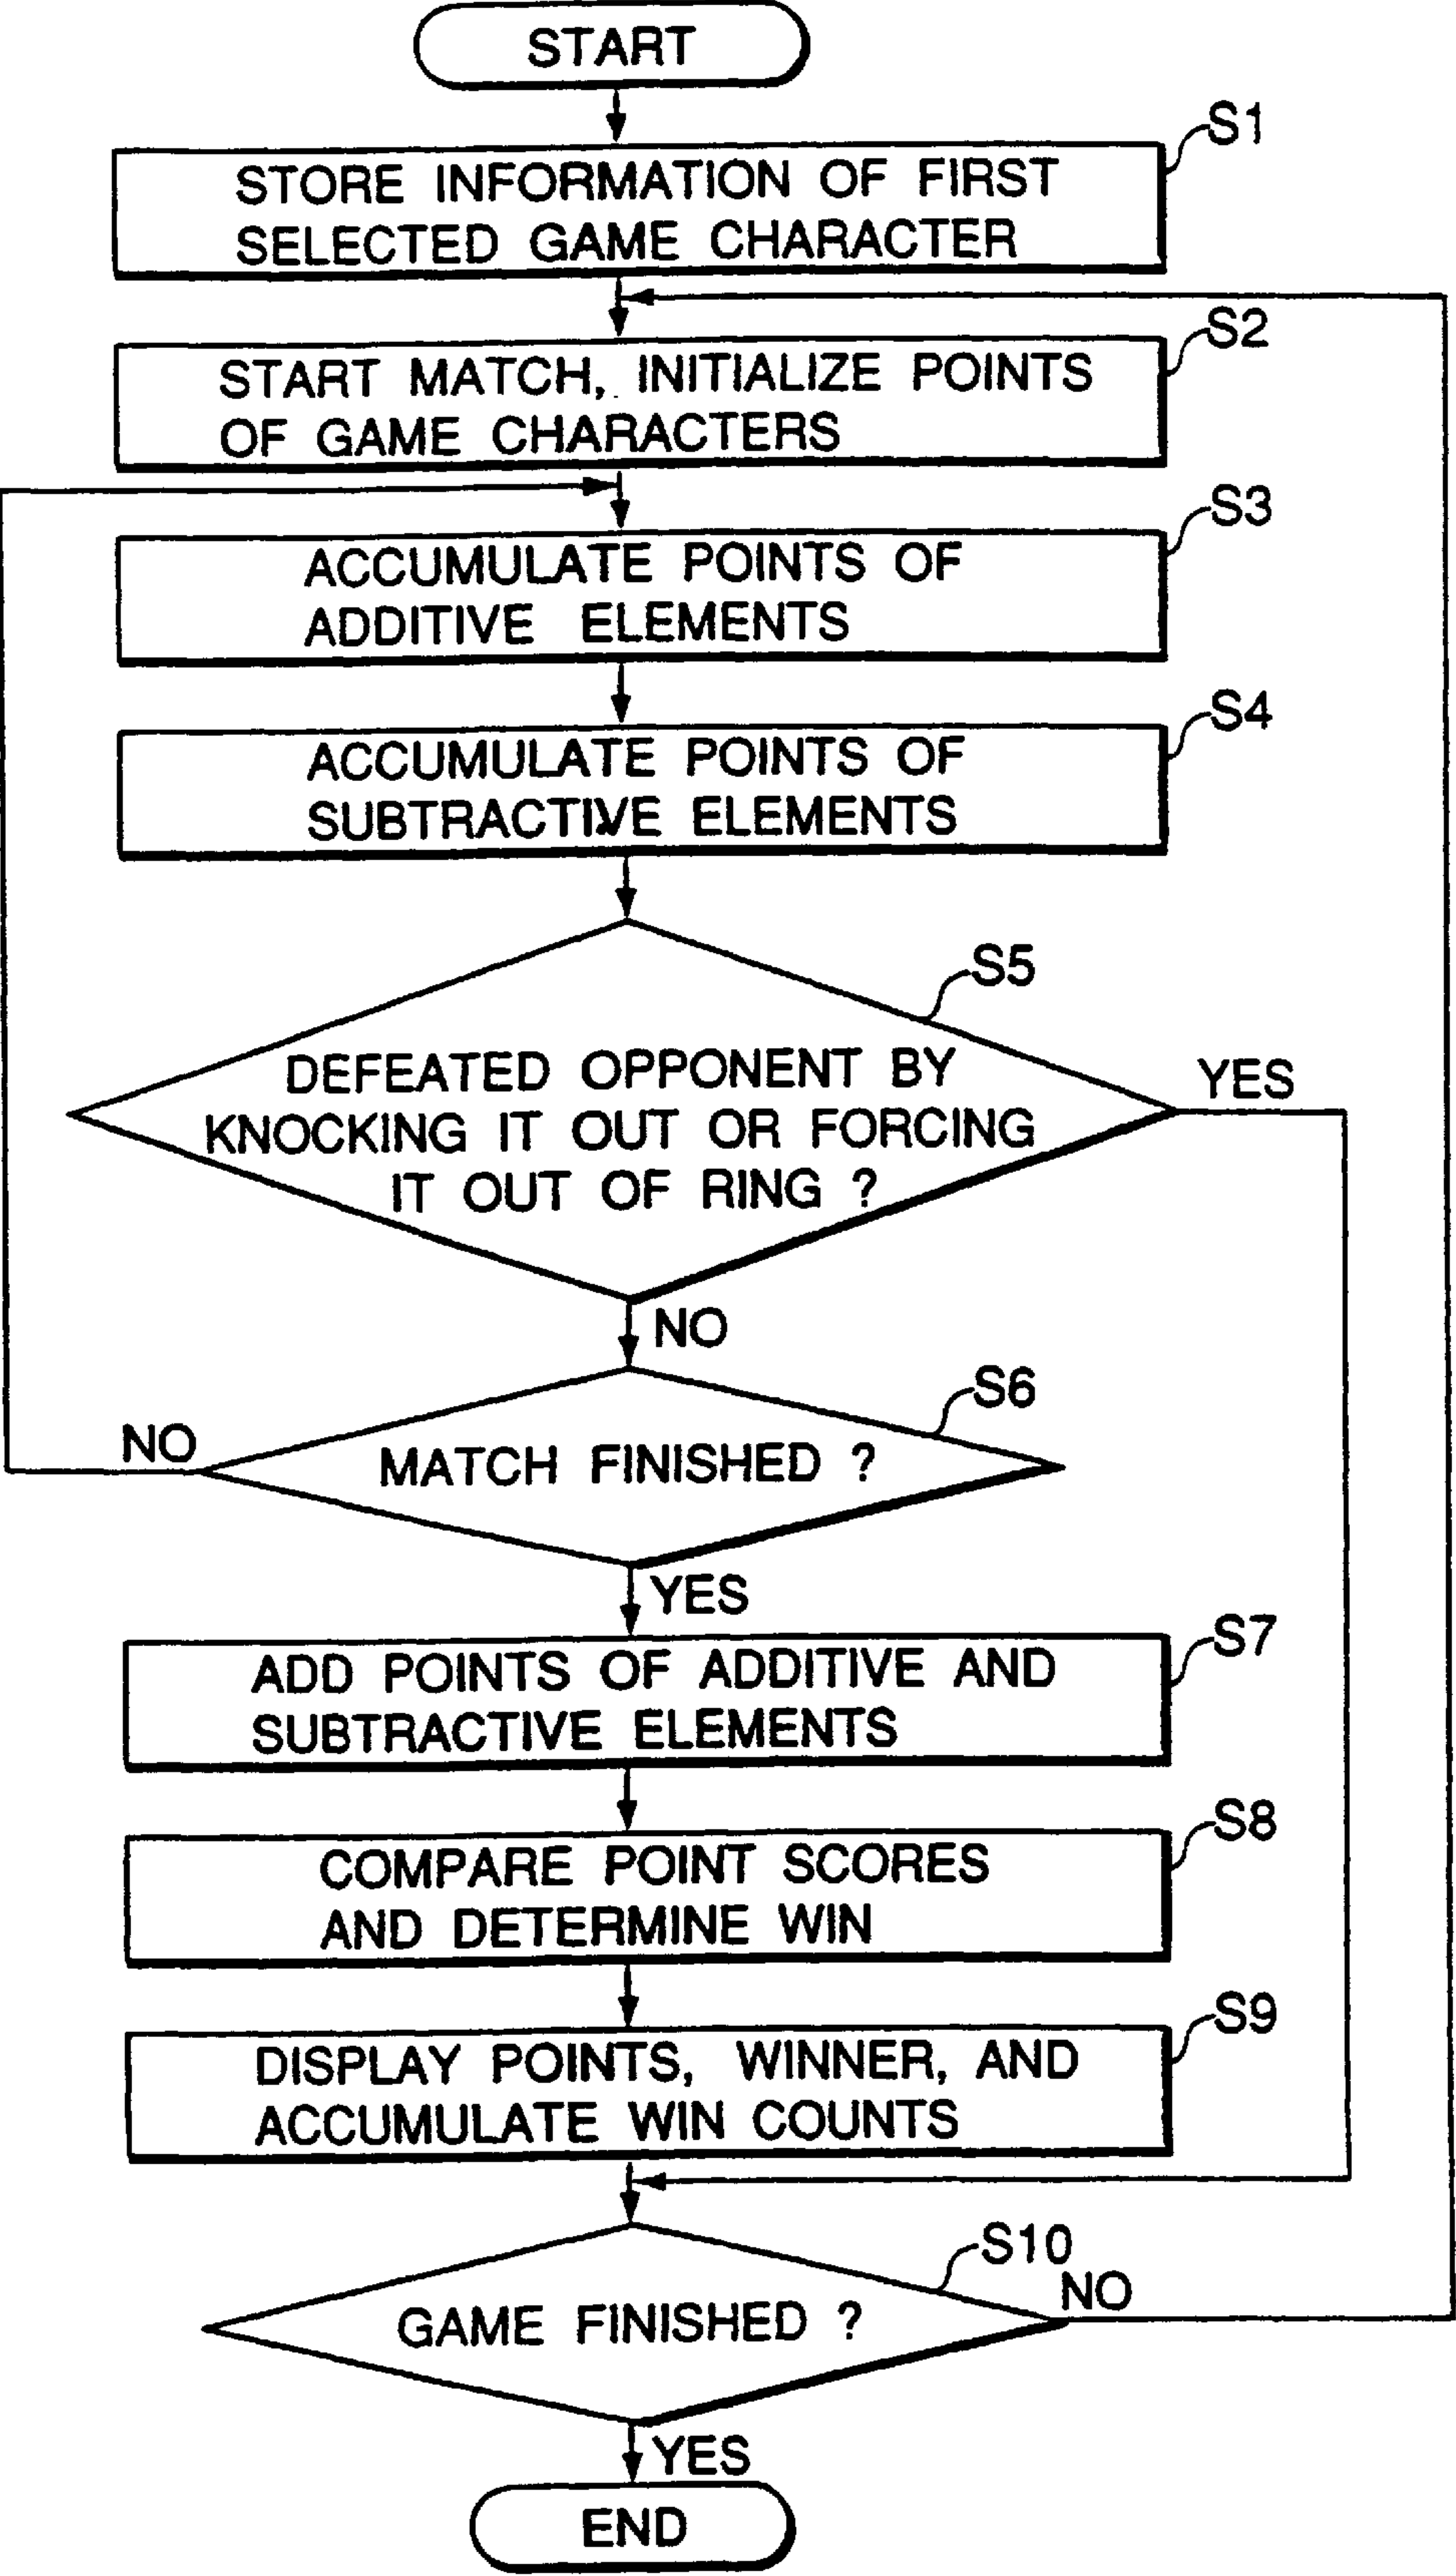 START
S1
STORE INFORMATION OF FIRST
SELECTED GAME CHARACTER
S2
START MATCH, INITIALIZE POINTS
OF GAME CHARACTERS
S3
ACCUMULATE POINTS OF
ADDITIVE ELEMENTS
S4
ACCUMULATE POINTS OF
SUBTRACTIVE ELEMENTS
S5
DEFEATED OPPONENT BY
KNOCKING IT OUT OR FORCING
IT OUT OF RING ?
YES
NO
S6
MATCH FINISHED ?
NO
YES
S7
ADD POINTS OF ADDITIVE AND
SUBTRACTIVE ELEMENTS
S8
COMPARE POINT SCORES
AND DETERMINE WIN
S9
DISPLAY POINTS, WINNER, AND
ACCUMULATE WIN COUNTS
S10
GAME FINISHED ?
NO
YES
END